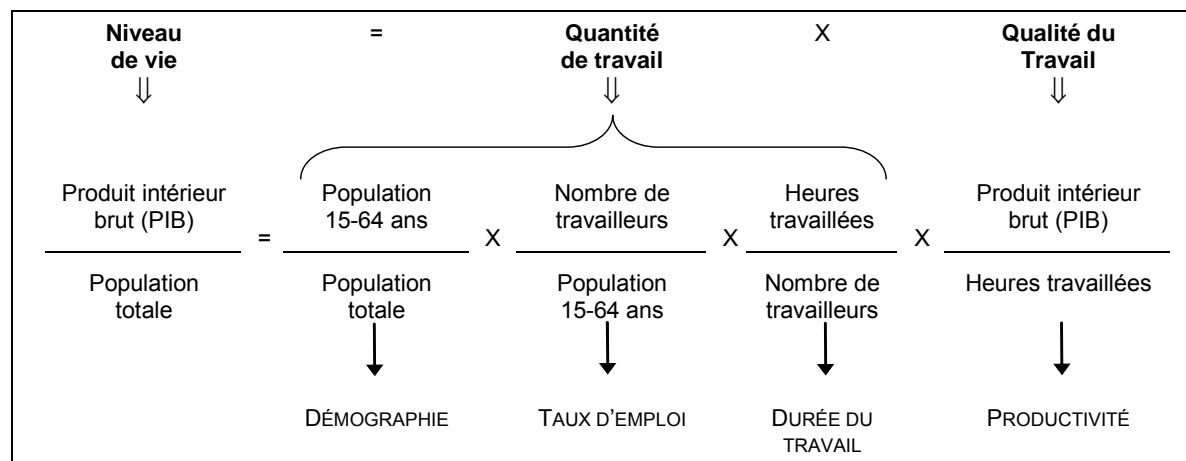 Niveau = Quantité X Qualité du
de vie de travail Travail
⇓ ⇓ ⇓
Produit intérieur Population Nombre de Heures Produit intérieur
brut (PIB) 15-64 ans travailleurs travaillées brut (PIB)
= X X X
Population Population Population Nombre de Heures travaillées
totale totale 15-64 ans travailleurs
DÉMOGRAPHIE TAUX D’EMPLOI DURÉE DU PRODUCTIVITÉ
TRAVAIL